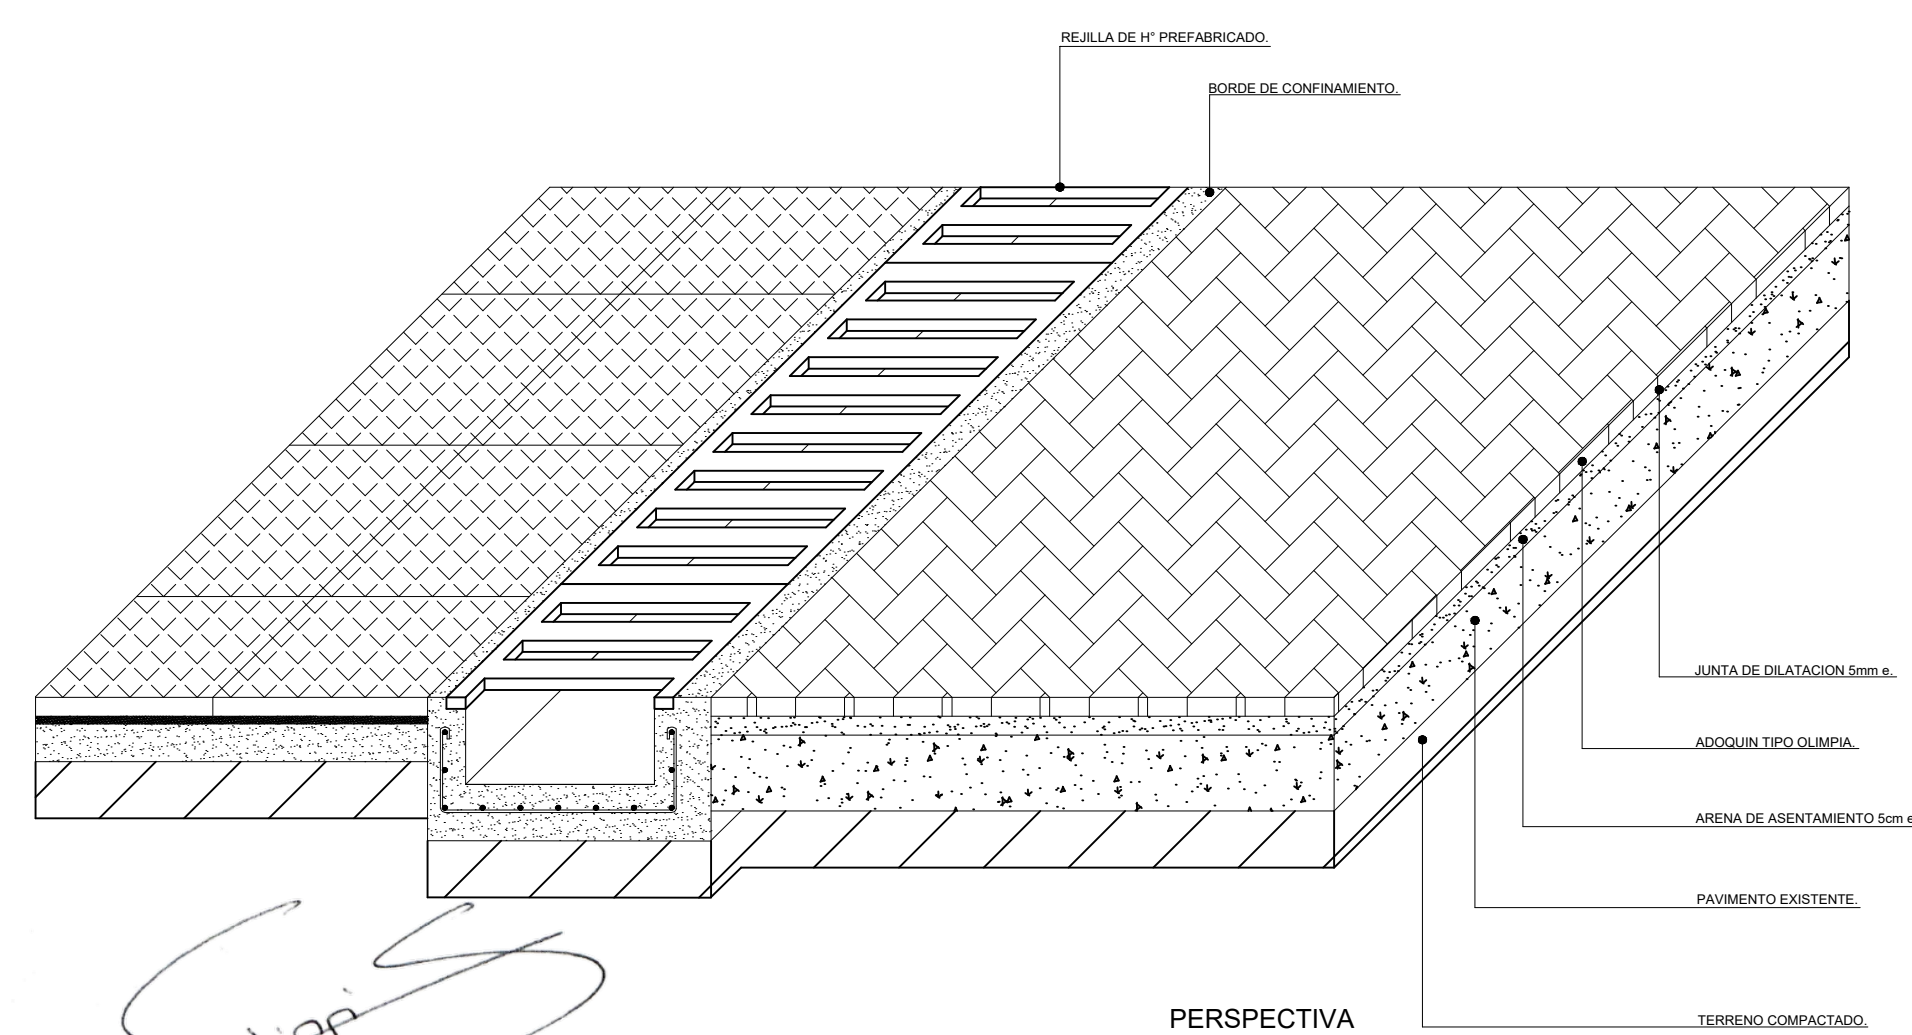 REJILLA DE H° PREFABRICADO.
BORDE DE CONFINAMIENTO.
JUNTA DE DILATACION 5mm e.
ADOQUIN TIPO OLIMPIA.
ARENA DE ASENTAMIENTO 5cm e
PAVIMENTO EXISTENTE.
PERSPECTIVA
TERRENO COMPACTADO.